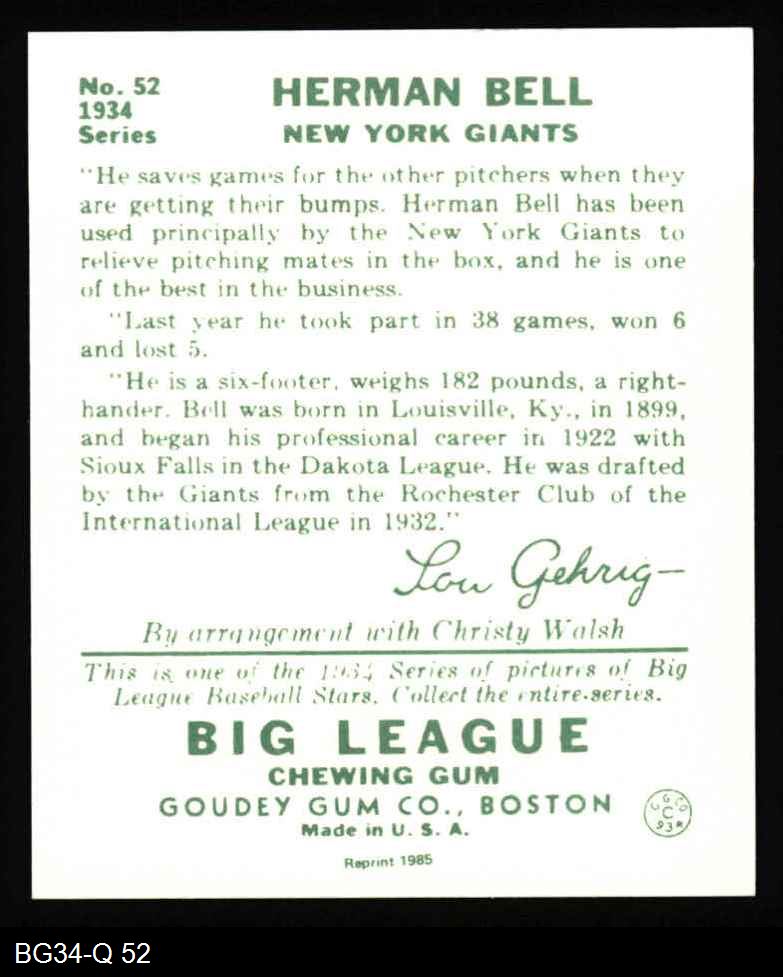 No. 52
1934
Series
HERMAN BELL
NEW YORK GIANTS
"He saves games for the other pitchers when they
are getting their bumps. Herman Bell has been
used principally by the New York Giants to
relieve pitching mates in the box, and he is one
of the best in the business.
"Last year he took part in 38 games, won 6
and lost 5.
"He is a six-footer, weighs 182 pounds, a right-
hander. Bell was born in Louisville, Ky., in 1899,
and began his professional career in 1922 with
Sioux Falls in the Dakota League. He was drafted
by the Giants from the Rochester Club of the
International League in 1932."
Lou Gehrig—
By arrangement with Christy Walsh
This is one of the 1934 Series of pictures of Big
League Baseball Stars. Collect the entire series.
BIG LEAGUE
CHEWING GUM
GOUDEY GUM CO., BOSTON
Made in U. S. A.
Reprint 1985
BG34-Q 52